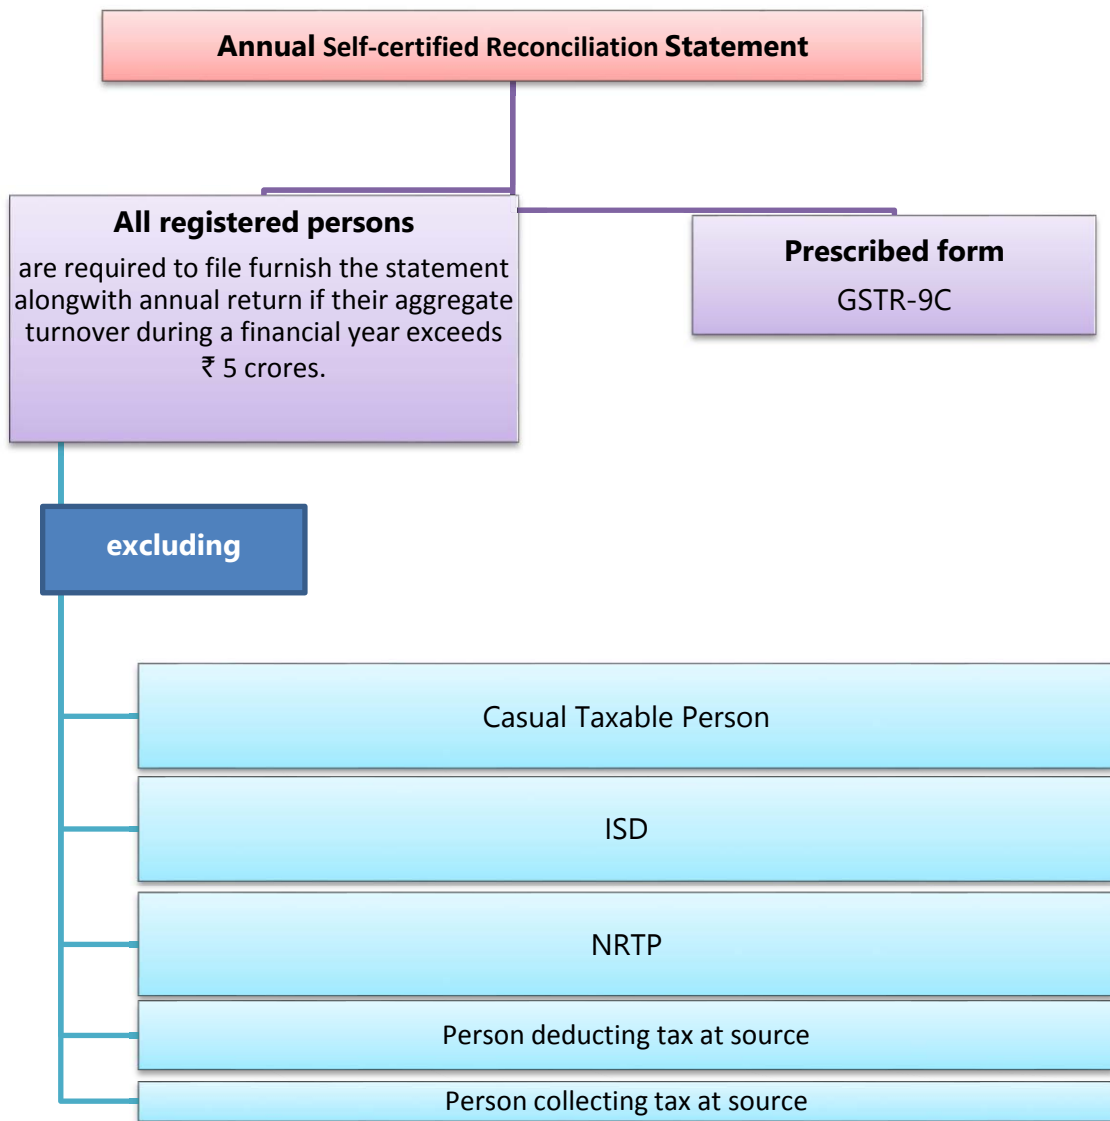 Annual Self-certified Reconciliation Statement
All registered persons
are required to file furnish the statement
alongwith annual return if their aggregate
turnover during a financial year exceeds
₹ 5 crores.
Prescribed form
GSTR-9C
excluding
Casual Taxable Person
ISD
NRTP
Person deducting tax at source
Person collecting tax at source